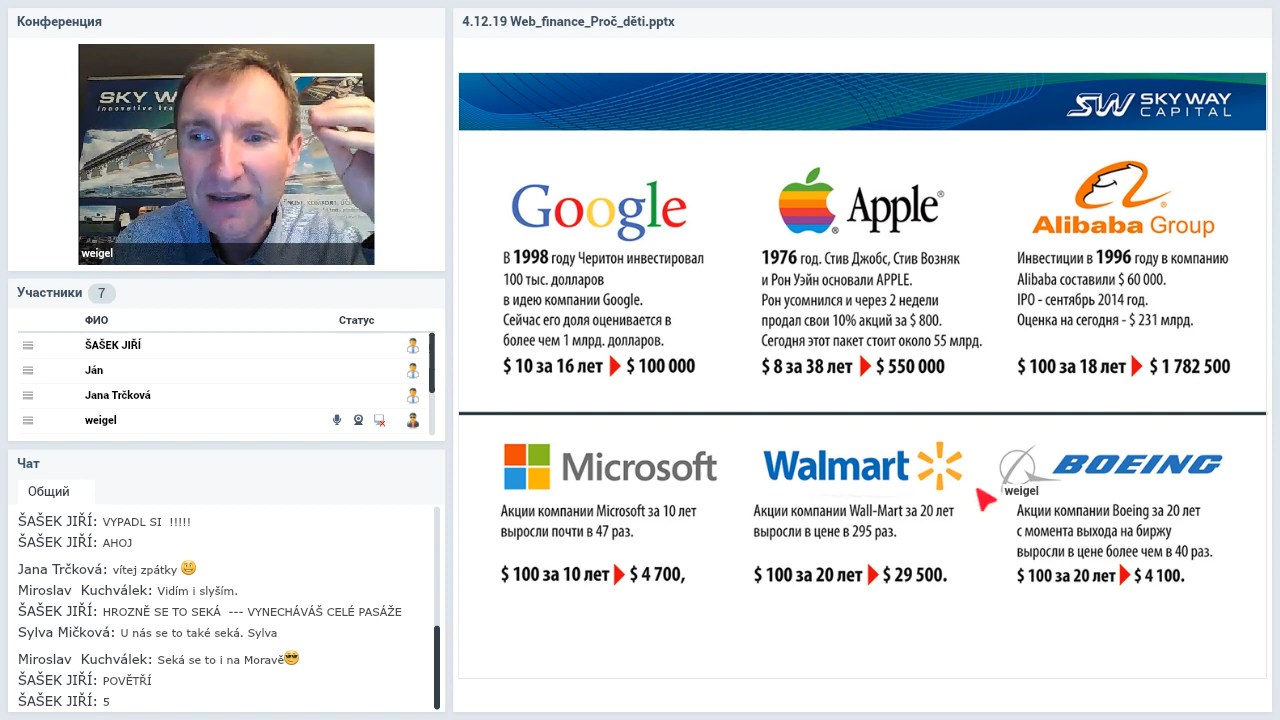 Конференция
SKY W
innovative tra
weigel
Участники 7
ФИО Статус
ŠAŠEK JIŘÍ
Ján
Jana Trčková
weigel
Чат
Общий
ŠAŠEK JIŘÍ: VYPADL SI !!!!!
ŠAŠEK JIŘÍ: AHOJ
Jana Trčková: vítej zpátky
Miroslav Kuchválek: Vidím i slyším.
ŠAŠEK JIŘÍ: HROZNĚ SE TO SEKÁ --- VYNECHÁVÁŠ CELÉ PASÁŽE
Sylva Mičková: U nás se to také seká. Sylva
Miroslav Kuchválek: Seká se to i na Moravě
ŠAŠEK JIŘÍ: POVĚTŘÍ
ŠAŠEK JIŘÍ: 5
4.12.19 Web_finance_Proč_děti.pptx
SW SKY WAY
CAPITAL
Google
В 1998 году Черитон инвестировал
100 тыс. долларов
в идею компании Google.
Сейчас его доля оценивается в
более чем 1 млрд. долларов.
$ 10 за 16 лет $ 100 000
Apple®
1976 год. Стив Джобс, Стив Возняк
и Рон Уэйн основали APPLE.
Рон усомнился и через 2 недели
продал свои 10% акций за $ 800.
Сегодня этот пакет стоит около 55 млрд.
$ 8 за 38 лет $ 550 000
Alibaba Group
Инвестиции в 1996 году в компанию
Alibaba составили $ 60 000.
IPO - сентябрь 2014 год.
Оценка на сегодня - $ 231 млрд.
$ 100 за 18 лет $ 1 782 500
Microsoft
Акции компании Microsoft за 10 лет
выросли почти в 47 раз.
$ 100 за 10 лет $ 4 700,
Walmart
Акции компании Wall-Mart за 20 лет
выросли в цене в 295 раз.
$ 100 за 20 лет $ 29 500.
BOEING
weigel
Акции компании Boeing за 20 лет
с момента выхода на биржу
выросли в цене более чем в 40 раз.
$ 100 за 20 лет $ 4 100.